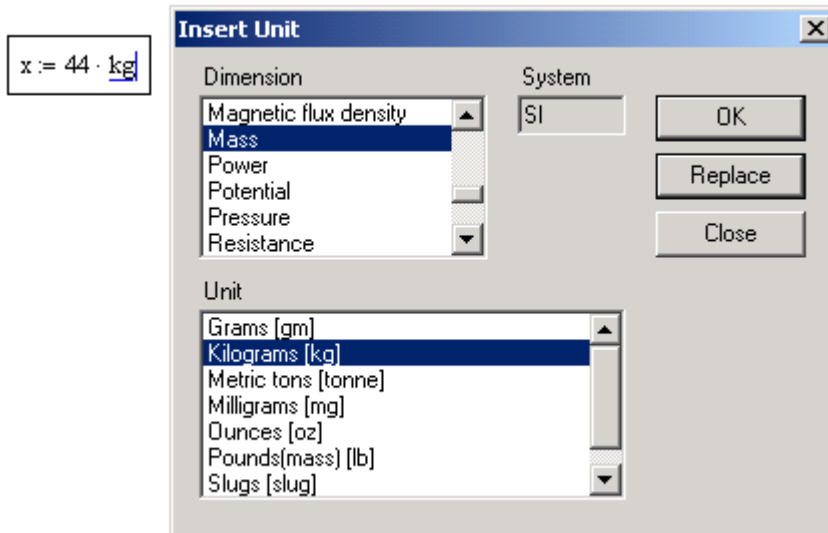 x := 44 · kg
Insert Unit
Dimension
System
Magnetic flux density
Mass
Power
Potential
Pressure
Resistance
SI
OK
Replace
Close
Unit
Grams [gm]
Kilograms [kg]
Metric tons [tonne]
Milligrams [mg]
Ounces [oz]
Pounds(mass) [lb]
Slugs [slug]